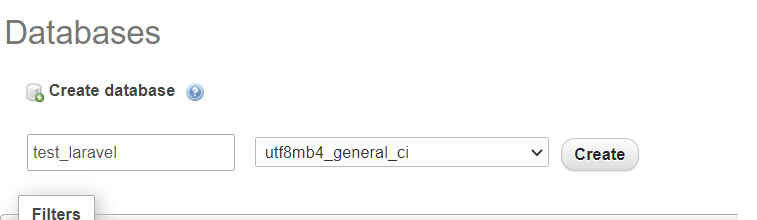 Databases
Create database
test_laravel utf8mb4_general_ci Create
Filters